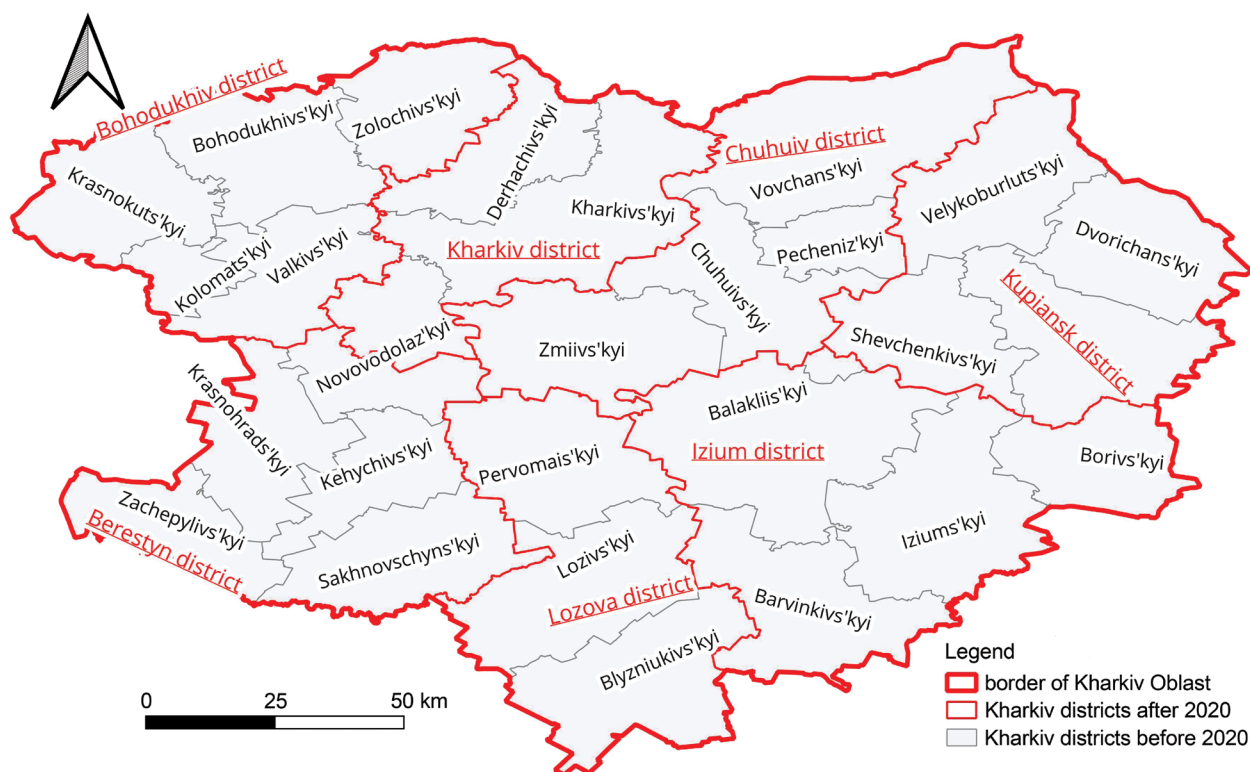 Bohodukhiv district
Bohodukhivs'kyi
Zolochivs'kyi
Derhachivs'kyi
Chuhuiv district
Vovchans'kyi
Velykoburluts'kyi
Krasnokuts'kyi
Kharkivs'kyi
Dvorichans'kyi
Kolomats'kyi
Valkivs'kyi
Kharkiv district
Pecheniz'kyi
Chuhuivs'kyi
Kupiansk district
Novovodolaz'kyi
Zmiivs'kyi
Shevchenkivs'kyi
Krasnohrads'kyi
Balakliis'kyi
Izium district
Kehychivs'kyi
Pervomais'kyi
Borivs'kyi
Zachepylivs'kyi
Berestyn district
Sakhnovschyns'kyi
Lozivs'kyi
Iziums'kyi
Lozova district
Barvinkivs'kyi
Blyzniukivs'kyi
Legend
border of Kharkiv Oblast
Kharkiv districts after 2020
Kharkiv districts before 2020
0 25 50 km